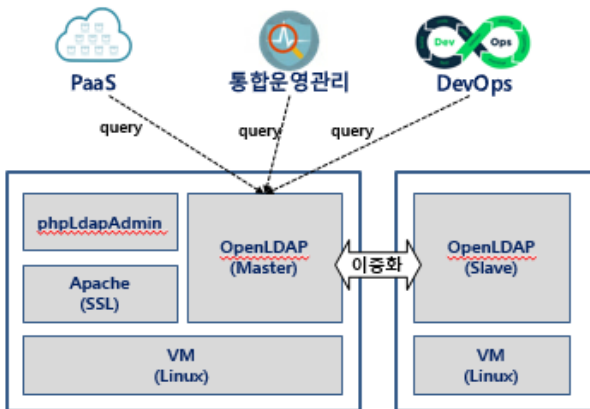 Dev Ops
PaaS
통합운영관리
DevOps
query
query
query
phpLdapAdmin
OpenLDAP
(Master)
이중화
OpenLDAP
(Slave)
Apache
(SSL)
VM
(Linux)
VM
(Linux)